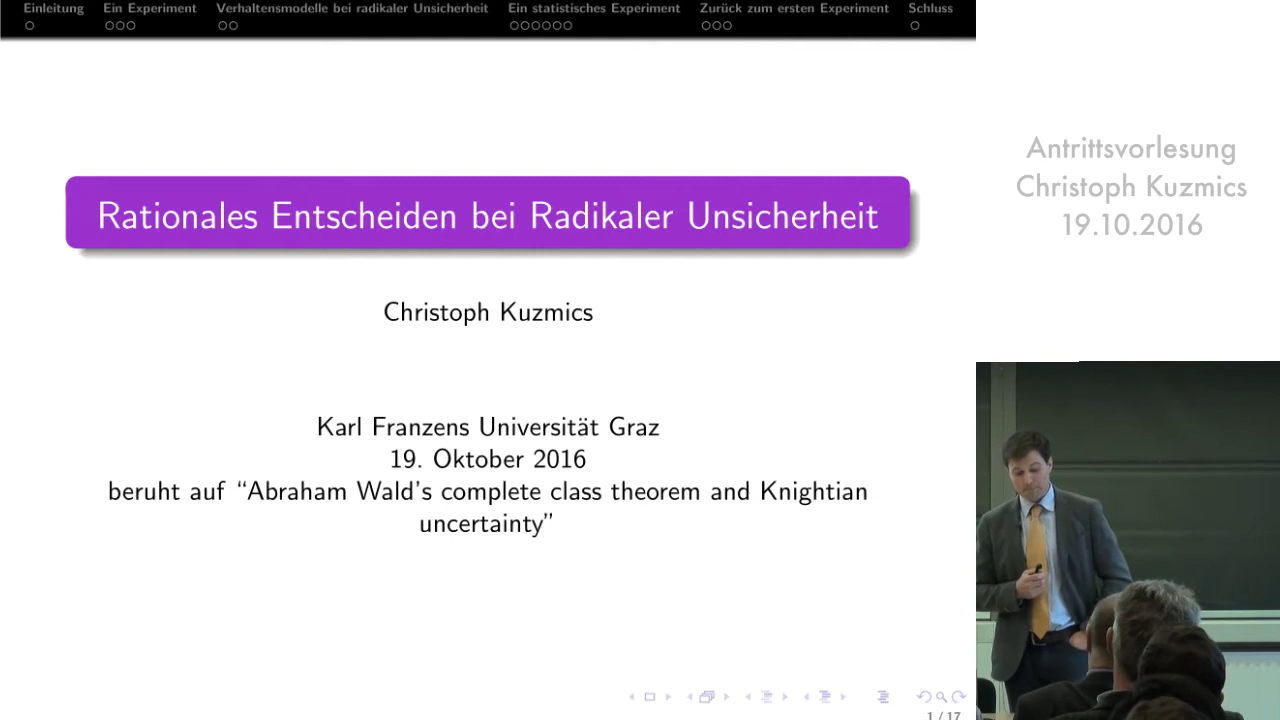 Einleitung
Ein Experiment
Verhaltensmodelle bei radikaler Unsicherheit
Ein statistisches Experiment
Zurück zum ersten Experiment
Schluss
Rationales Entscheiden bei Radikaler Unsicherheit
Christoph Kuzmics
Karl Franzens Universität Graz
19. Oktober 2016
beruht auf “Abraham Wald’s complete class theorem and Knightian
uncertainty”
1 / 17
Antrittsvorlesung
Christoph Kuzmics
19.10.2016